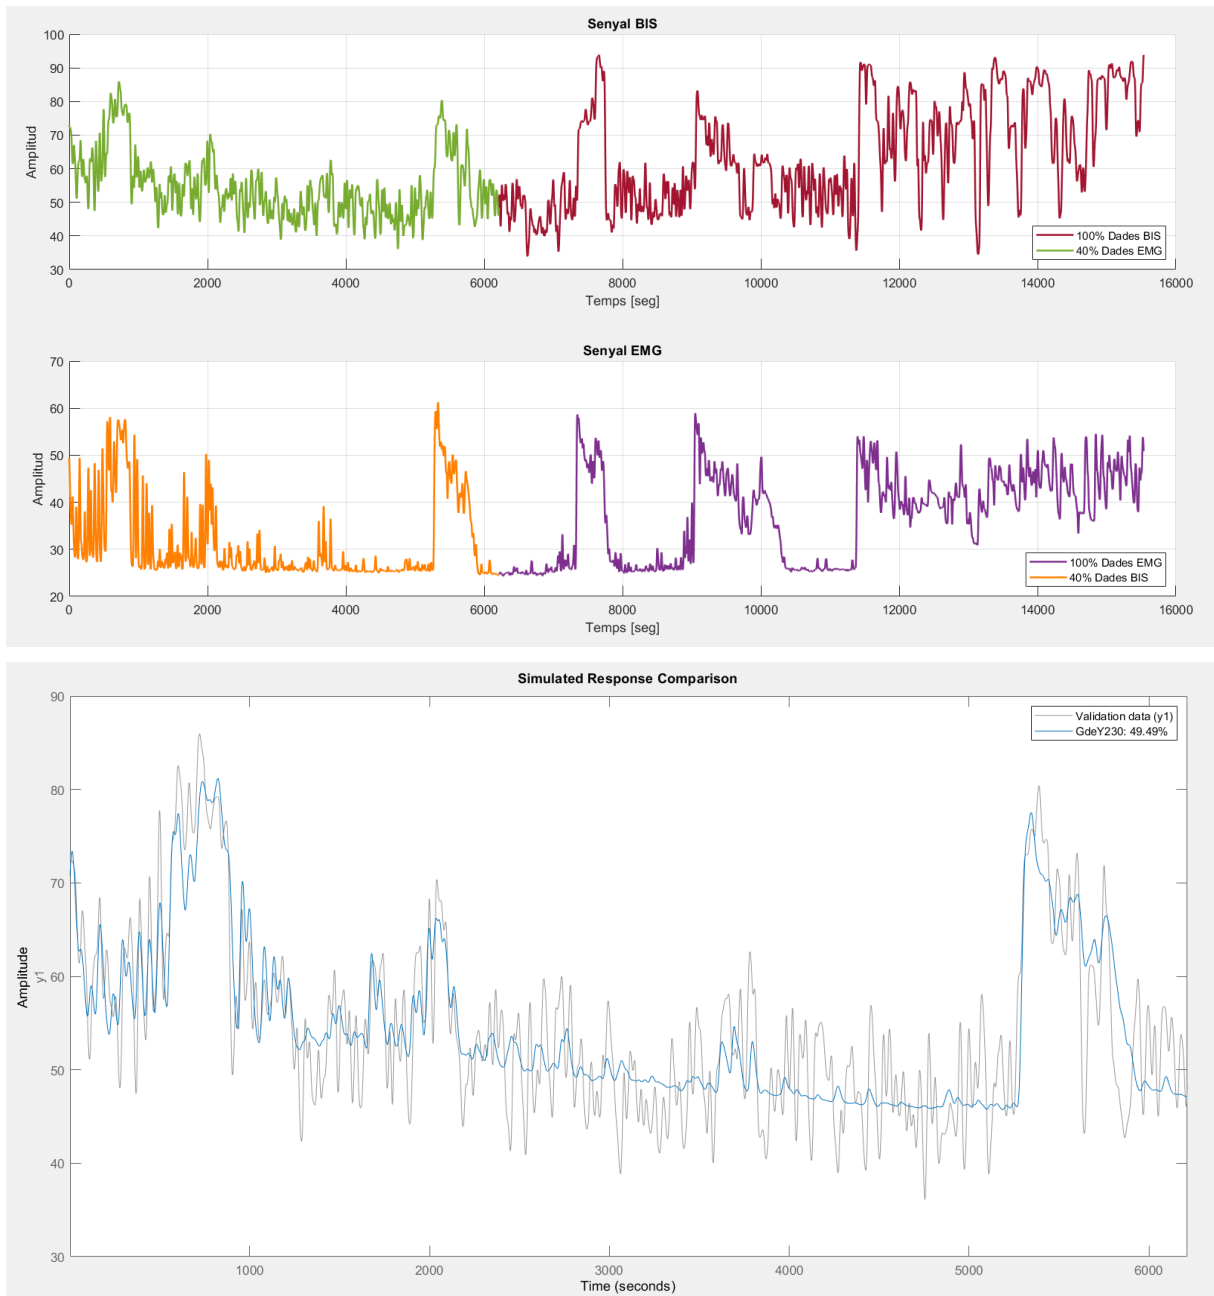 Senyal BIS
100
90
80
70
60
50
40
30
Amplitud
0 2000 4000 6000 8000 10000 12000 14000 16000
Temps [seg]
100% Dades BIS
40% Dades EMG
Senyal EMG
70
60
50
40
30
20
Amplitud
0 2000 4000 6000 8000 10000 12000 14000 16000
Temps [seg]
100% Dades EMG
40% Dades BIS
Simulated Response Comparison
90
80
70
60
50
40
30
Amplitude
y1
Validation data (y1)
GdeY230: 49.49%
1000 2000 3000 4000 5000 6000
Time (seconds)